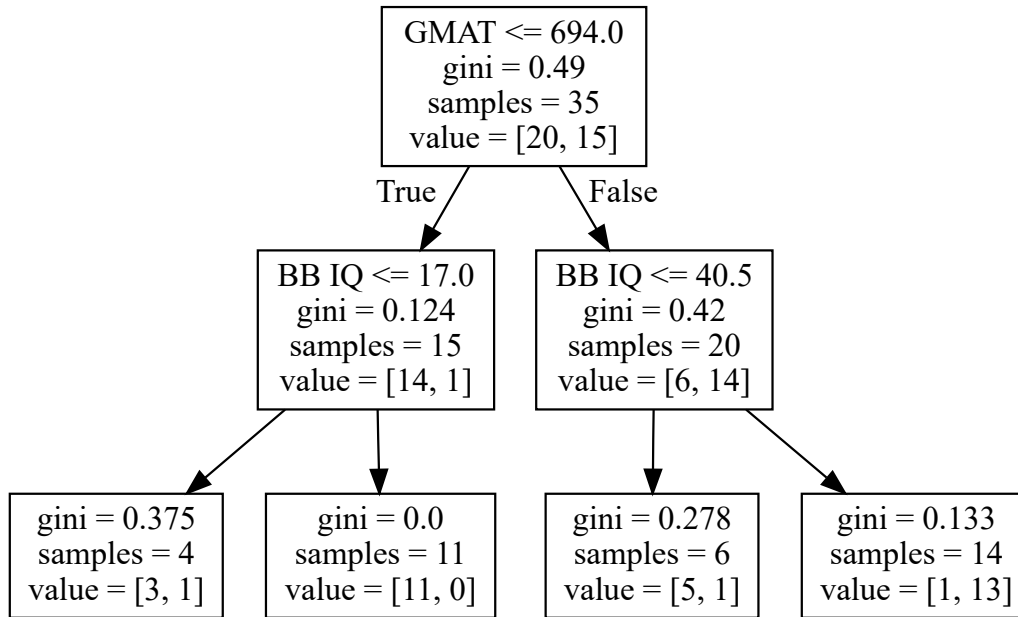 GMAT <= 694.0
gini = 0.49
samples = 35
value = [20, 15]
True
False
BB IQ <= 17.0
gini = 0.124
samples = 15
value = [14, 1]
BB IQ <= 40.5
gini = 0.42
samples = 20
value = [6, 14]
gini = 0.375
samples = 4
value = [3, 1]
gini = 0.0
samples = 11
value = [11, 0]
gini = 0.278
samples = 6
value = [5, 1]
gini = 0.133
samples = 14
value = [1, 13]